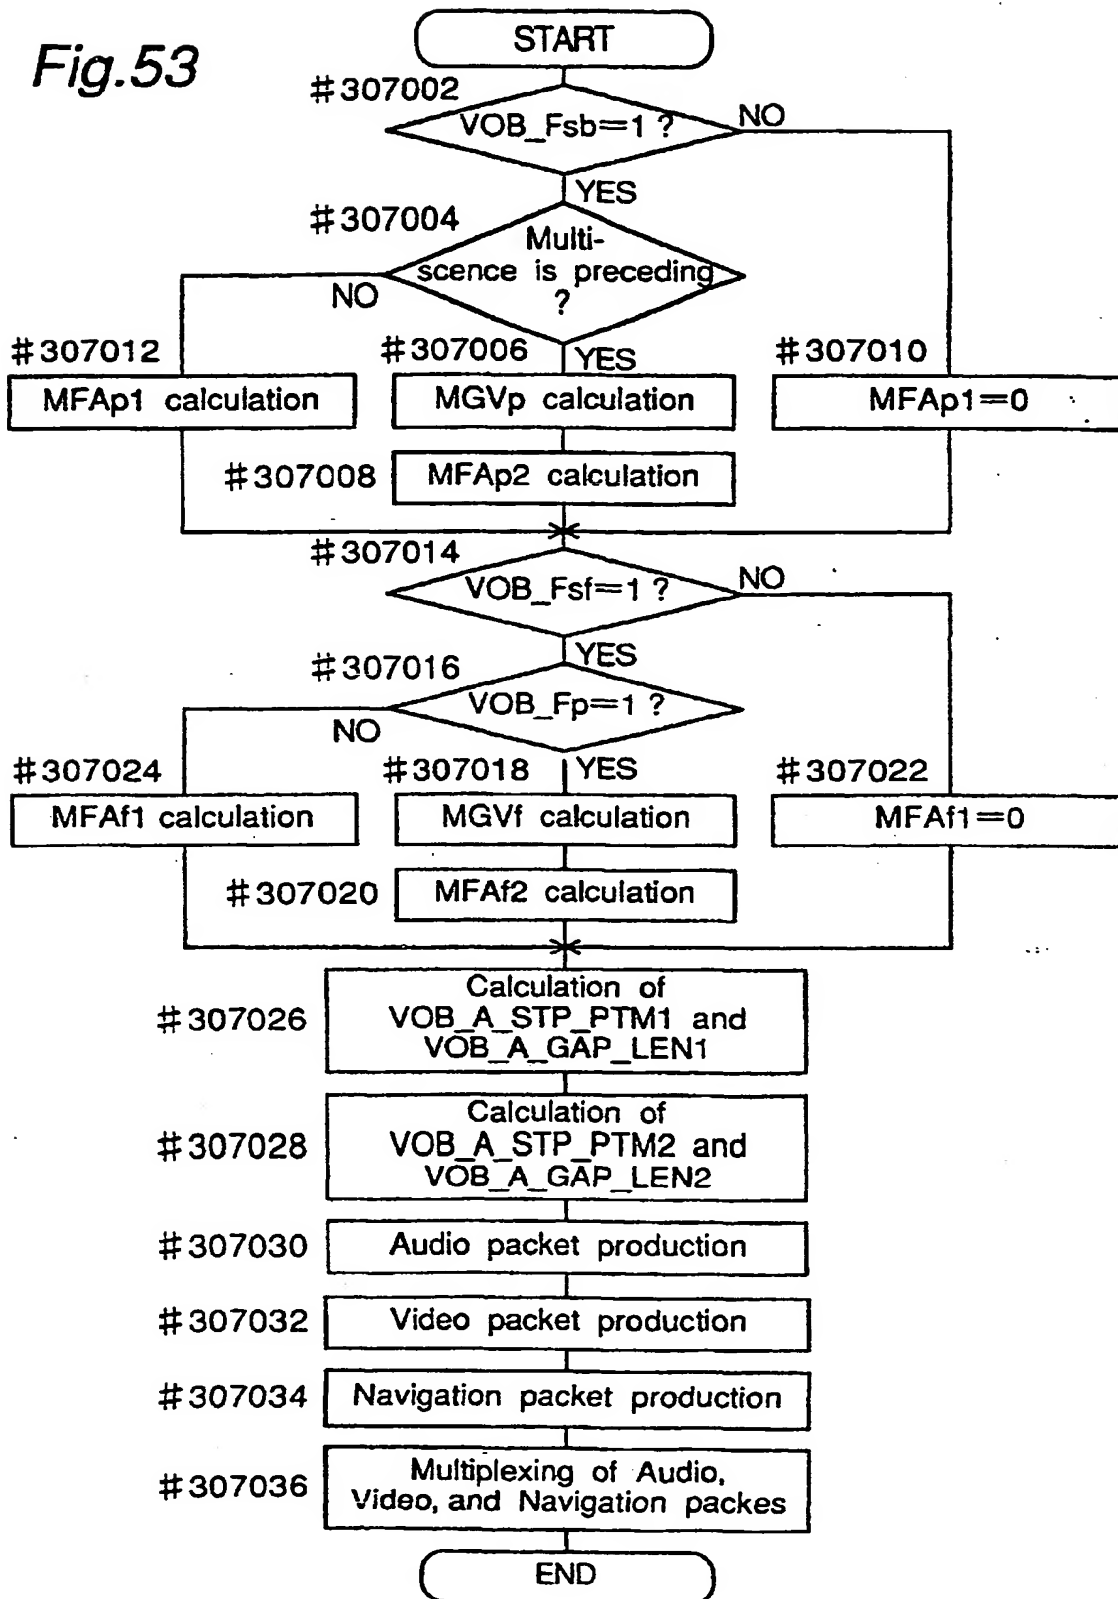 Fig.53
START
#307002
VOB_Fsb=1 ?
NO
YES
#307004
Multi-
scence is preceding
?
NO
YES
#307012
#307006
#307010
MFAp1 calculation
MGVp calculation
MFAp1=0
#307008
MFAp2 calculation
#307014
VOB_Fsf=1 ?
NO
YES
#307016
VOB_Fp=1 ?
NO
YES
#307024
#307018
#307022
MFAf1 calculation
MGVf calculation
MFAf1=0
#307020
MFAf2 calculation
#307026
Calculation of
VOB_A_STP_PTM1 and
VOB_A_GAP_LEN1
#307028
Calculation of
VOB_A_STP_PTM2 and
VOB_A_GAP_LEN2
#307030
Audio packet production
#307032
Video packet production
#307034
Navigation packet production
#307036
Multiplexing of Audio,
Video, and Navigation packes
END